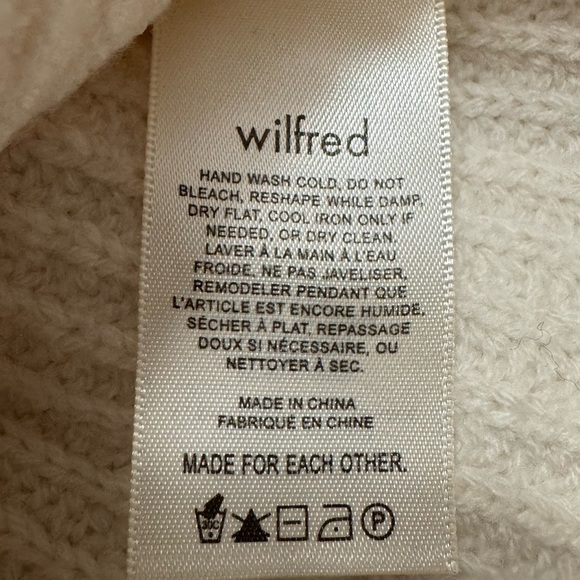 wilfred
HAND WASH COLD, DO NOT
BLEACH, RESHAPE WHILE DAMP,
DRY FLAT, COOL IRON ONLY IF
NEEDED, OR DRY CLEAN.
LAVER À LA MAIN À L'EAU
FROIDE, NE PAS JAVELISER,
REMODELER PENDANT QUE
L'ARTICLE EST ENCORE HUMIDE,
SÉCHER À PLAT, REPASSAGE
DOUX SI NÉCESSAIRE, OU
NETTOYER À SEC.
MADE IN CHINA
FABRIQUÉ EN CHINE
MADE FOR EACH OTHER.
30C P